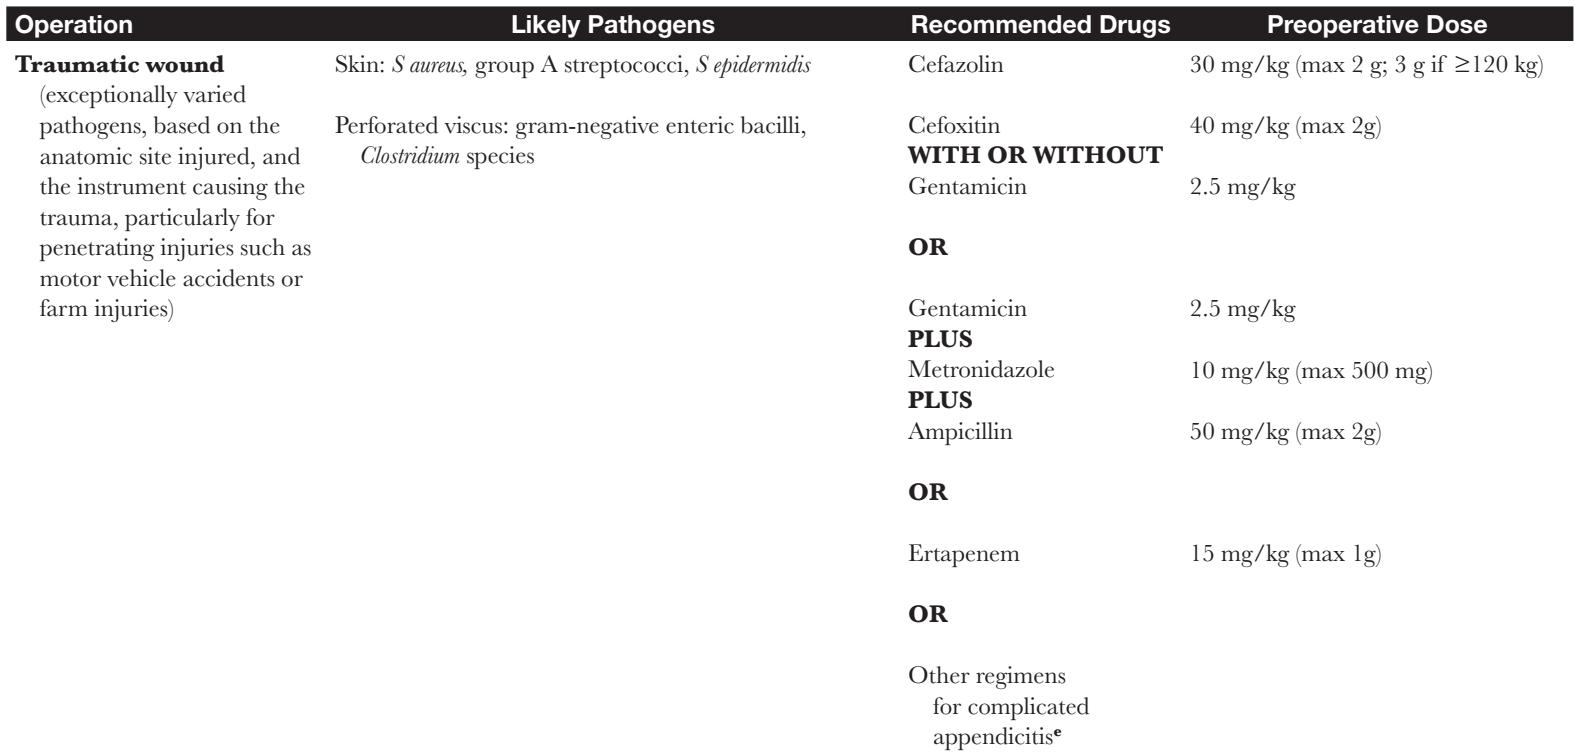 Operation Likely Pathogens Recommended Drugs Preoperative Dose
Traumatic wound Skin: S aureus, group A streptococci, S epidermidis Cefazolin 30 mg/kg (max 2 g; 3 g if ≥120 kg)
(exceptionally varied
pathogens, based on the Perforated viscus: gram-negative enteric bacilli, Cefoxitin 40 mg/kg (max 2g)
anatomic site injured, and Clostridium species WITH OR WITHOUT
the instrument causing the Gentamicin 2.5 mg/kg
trauma, particularly for
penetrating injuries such as OR
motor vehicle accidents or
farm injuries) Gentamicin 2.5 mg/kg
PLUS
Metronidazole 10 mg/kg (max 500 mg)
PLUS
Ampicillin 50 mg/kg (max 2g)
OR
Ertapenem 15 mg/kg (max 1g)
OR
Other regimens
for complicated
appendicitis^e